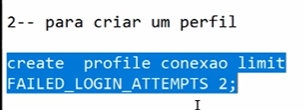 2-- para criar um perfil
create  profile conexao limit
FAILED_LOGIN_ATTEMPTS 2;